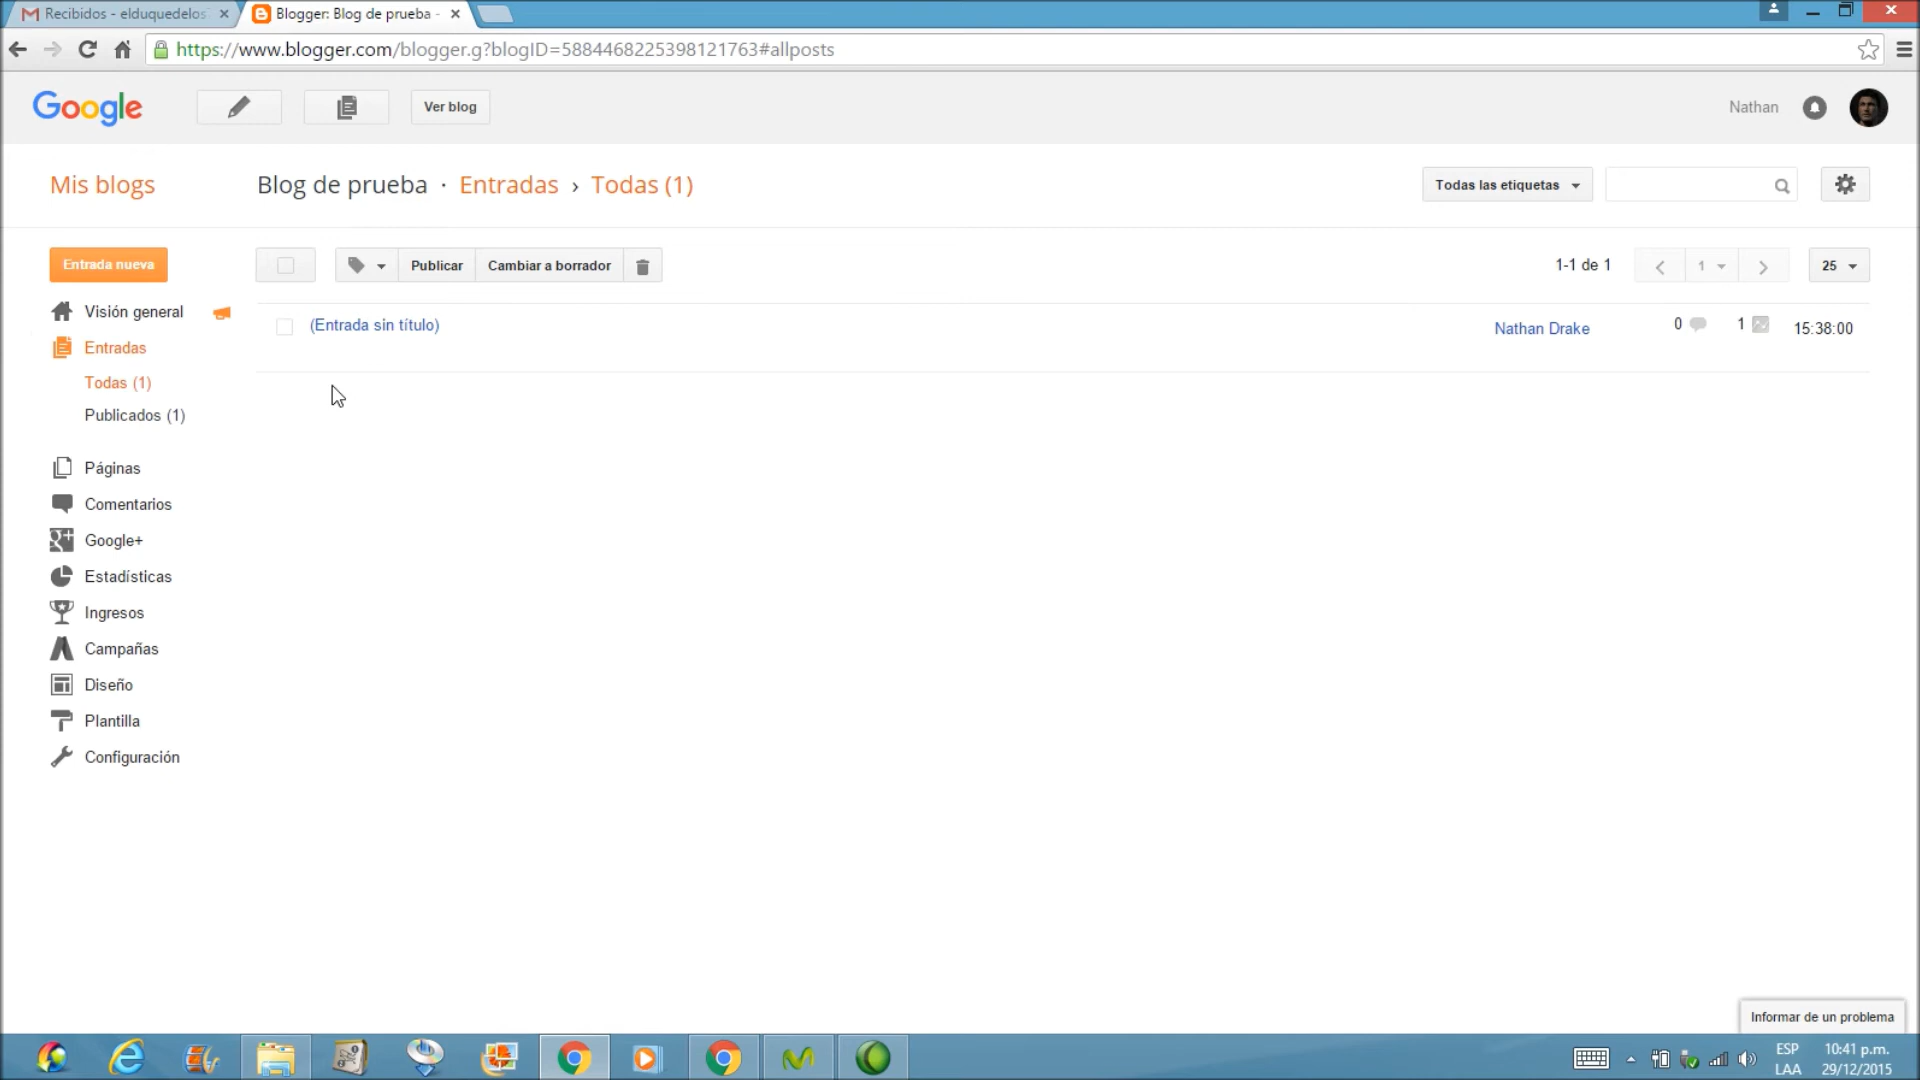 Recibidos - elduquedelos
Blogger: Blog de prueba -
https://www.blogger.com/blogger.g?blogID=5884468225398121763#allposts
Google
Ver blog
Nathan
Mis blogs
Blog de prueba · Entradas › Todas (1)
Todas las etiquetas
Entrada nueva
Publicar
Cambiar a borrador
1-1 de 1
1
25
Visión general
(Entrada sin título)
Nathan Drake
0
1
15:38:00
Entradas
Todas (1)
Publicados (1)
Páginas
Comentarios
Google+
Estadísticas
Ingresos
Campañas
Diseño
Plantilla
Configuración
Informar de un problema
ESP
LAA
10:41 p.m.
29/12/2015